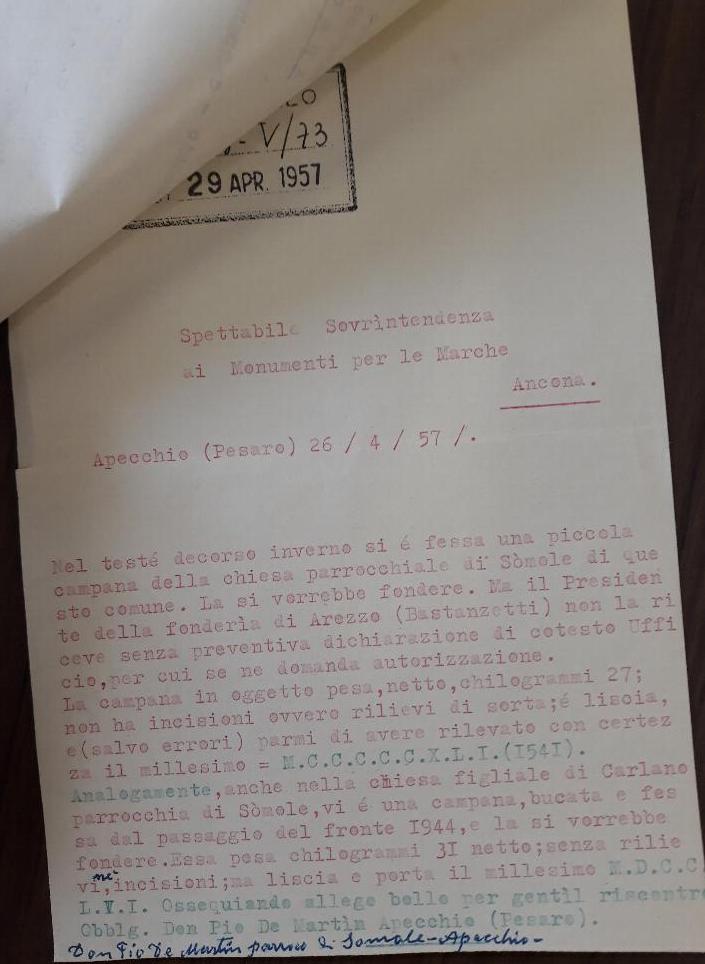 - V/73
29 APR. 1957
Spettabile Sovrìntendenza
ai Monumenti per le Marche
Ancona.
Apecchio (Pesaro) 26 / 4 / 57 /.
Nel testé decorso inverno si é fessa una piccola
campana della chiesa parrocchiale di Sòmole di que
sto comune. La si vorrebbe fondere. Ma il Presiden
te della fonderìa di Arezzo (Bastanzetti) non la ri
ceve senza preventiva dichiarazione di cotesto Uffi
cio,per cui se ne domanda autorizzazione.
La campana in oggetto pesa,netto,chilogrammi 27;
non ha incisioni ovvero rilievi di sorta;é liscia,
e(salvo errori) parmi di avere rilevato con certez
za il millesimo = M.C.C.C.C.C.X.L.I.(I54I).
Analogamente,anche nella chiesa figliale di Carlano
parrocchia di Sòmole,vi é una campana,bucata e fes
sa dal passaggio del fronte I944,e la si vorrebbe
fondere.Essa pesa chilogrammi 3I netto;senza rilie
vi,né incisioni;ma liscia e porta il millesimo M.D.C.C.
L.V.I. Ossequiando allego bollo per gentìl riscontro
Obblg. Don Pio De Martìn Apecchio (Pesaro).
Don Pio De Martin parroco di Somole-Apecchio-